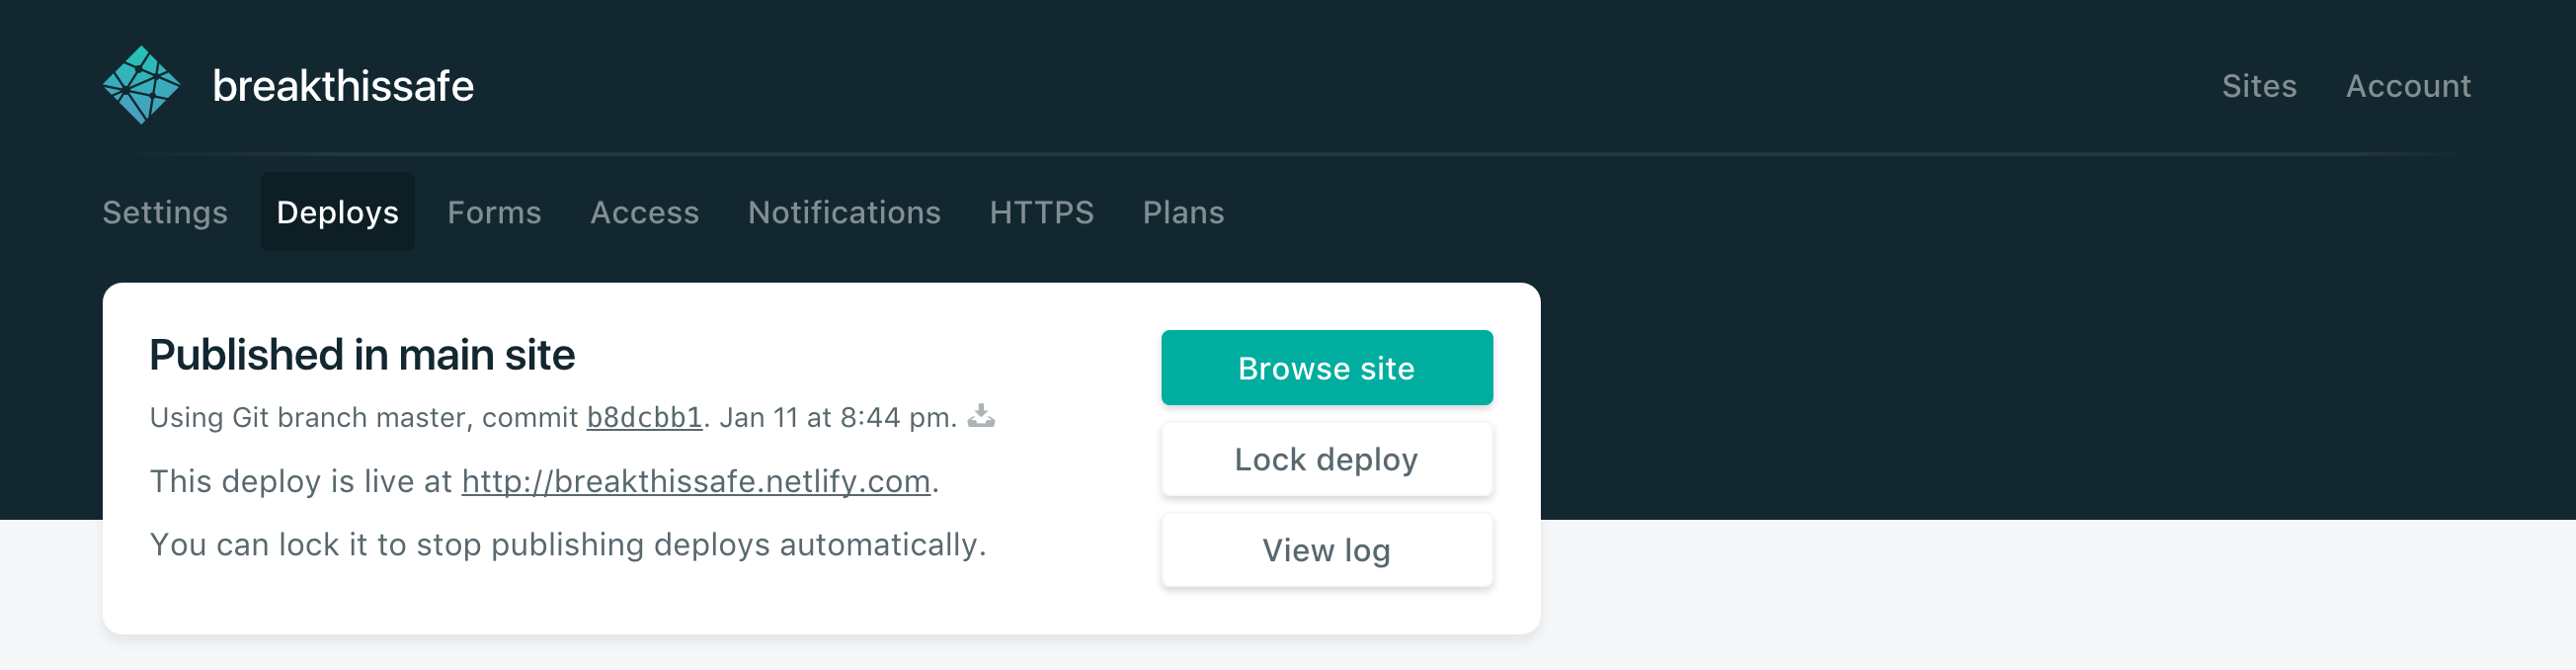 breakthissafe
Sites Account
Settings Deploys Forms Access Notifications HTTPS Plans
Published in main site
Using Git branch master, commit b8dcbb1. Jan 11 at 8:44 pm.
This deploy is live at http://breakthissafe.netlify.com.
You can lock it to stop publishing deploys automatically.
Browse site
Lock deploy
View log